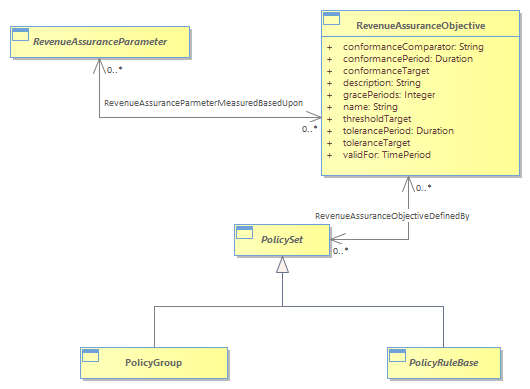 RevenueAssuranceObjective
RevenueAssuranceParameter
+ conformanceComparator: String
+ conformancePeriod: Duration
+ conformanceTarget
+ description: String
+ gracePeriods: Integer
+ name: String
+ thresholdTarget
+ tolerancePeriod: Duration
+ toleranceTarget
+ validFor: TimePeriod
0..*
RevenueAssuranceParmeterMeasuredBasedUpon
0..*
0..*
RevenueAssuranceObjectiveDefinedBy
PolicySet
0..*
PolicyGroup
PolicyRuleBase